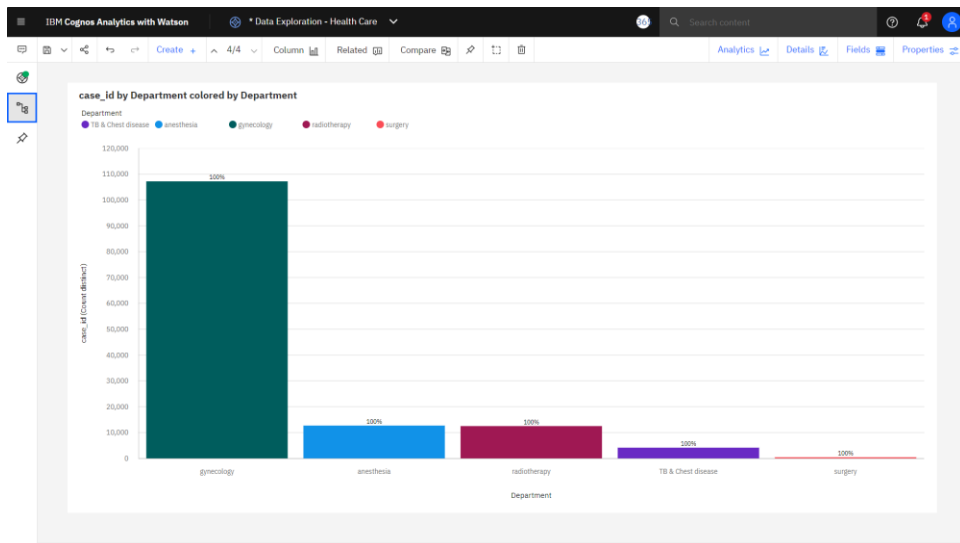 IBM Cognos Analytics with Watson
* Data Exploration - Health Care
Search content
1
Create +
4/4
Column
Related
Compare
Analytics
Details
Fields
Properties
case_id by Department colored by Department
Department
TB & Chest disease
anesthesia
gynecology
radiotherapy
surgery
120,000
110,000
100,000
90,000
80,000
70,000
60,000
50,000
40,000
30,000
20,000
10,000
0
case_id (Count distinct)
100%
100%
100%
100%
100%
gynecology
anesthesia
radiotherapy
TB & Chest disease
surgery
Department